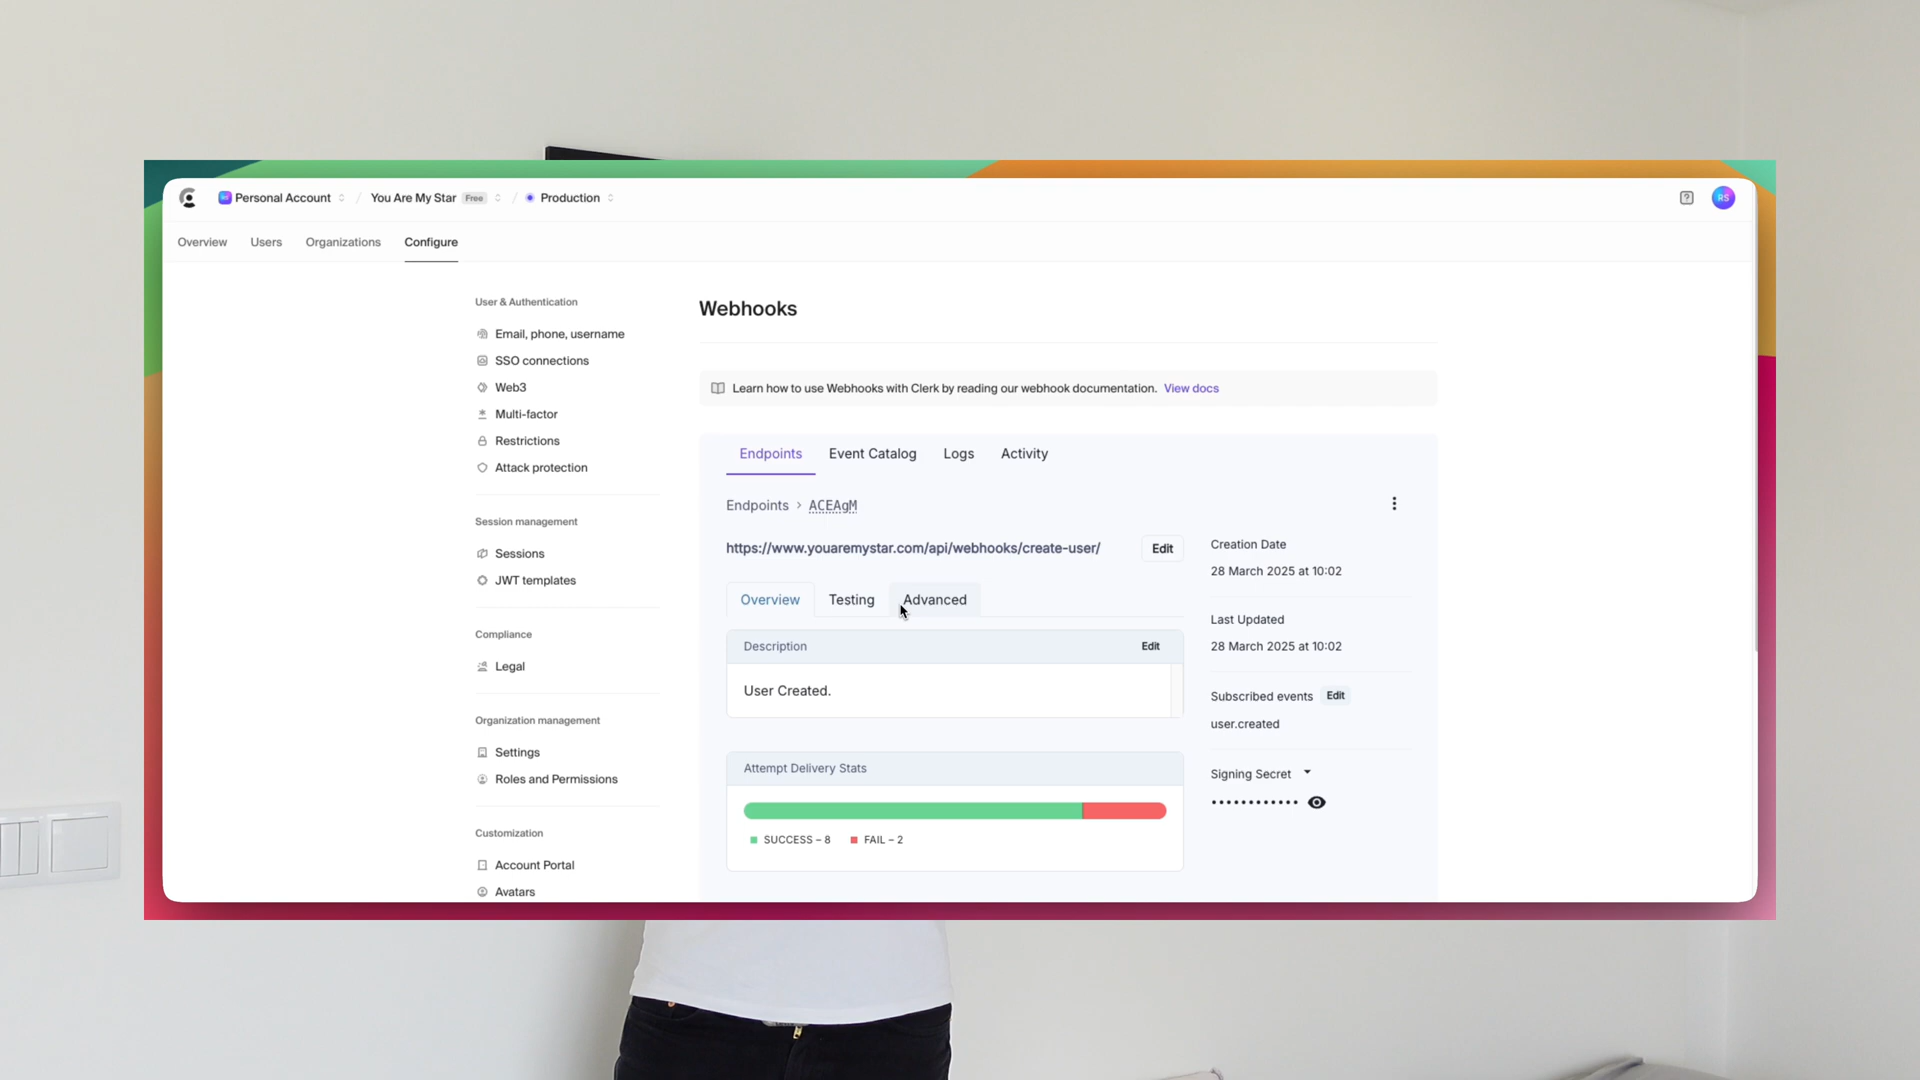 Personal Account / You Are My Star Free / Production
RS
Overview Users Organizations Configure
User & Authentication
Email, phone, username
SSO connections
Web3
Multi-factor
Restrictions
Attack protection
Session management
Sessions
JWT templates
Compliance
Legal
Organization management
Settings
Roles and Permissions
Customization
Account Portal
Avatars
Webhooks
Learn how to use Webhooks with Clerk by reading our webhook documentation. View docs
Endpoints Event Catalog Logs Activity
Endpoints > ACEAgM
https://www.youaremystar.com/api/webhooks/create-user/ Edit
Overview Testing Advanced
Description Edit
User Created.
Attempt Delivery Stats
SUCCESS – 8 FAIL – 2
Creation Date
28 March 2025 at 10:02
Last Updated
28 March 2025 at 10:02
Subscribed events Edit
user.created
Signing Secret
••••••••••••